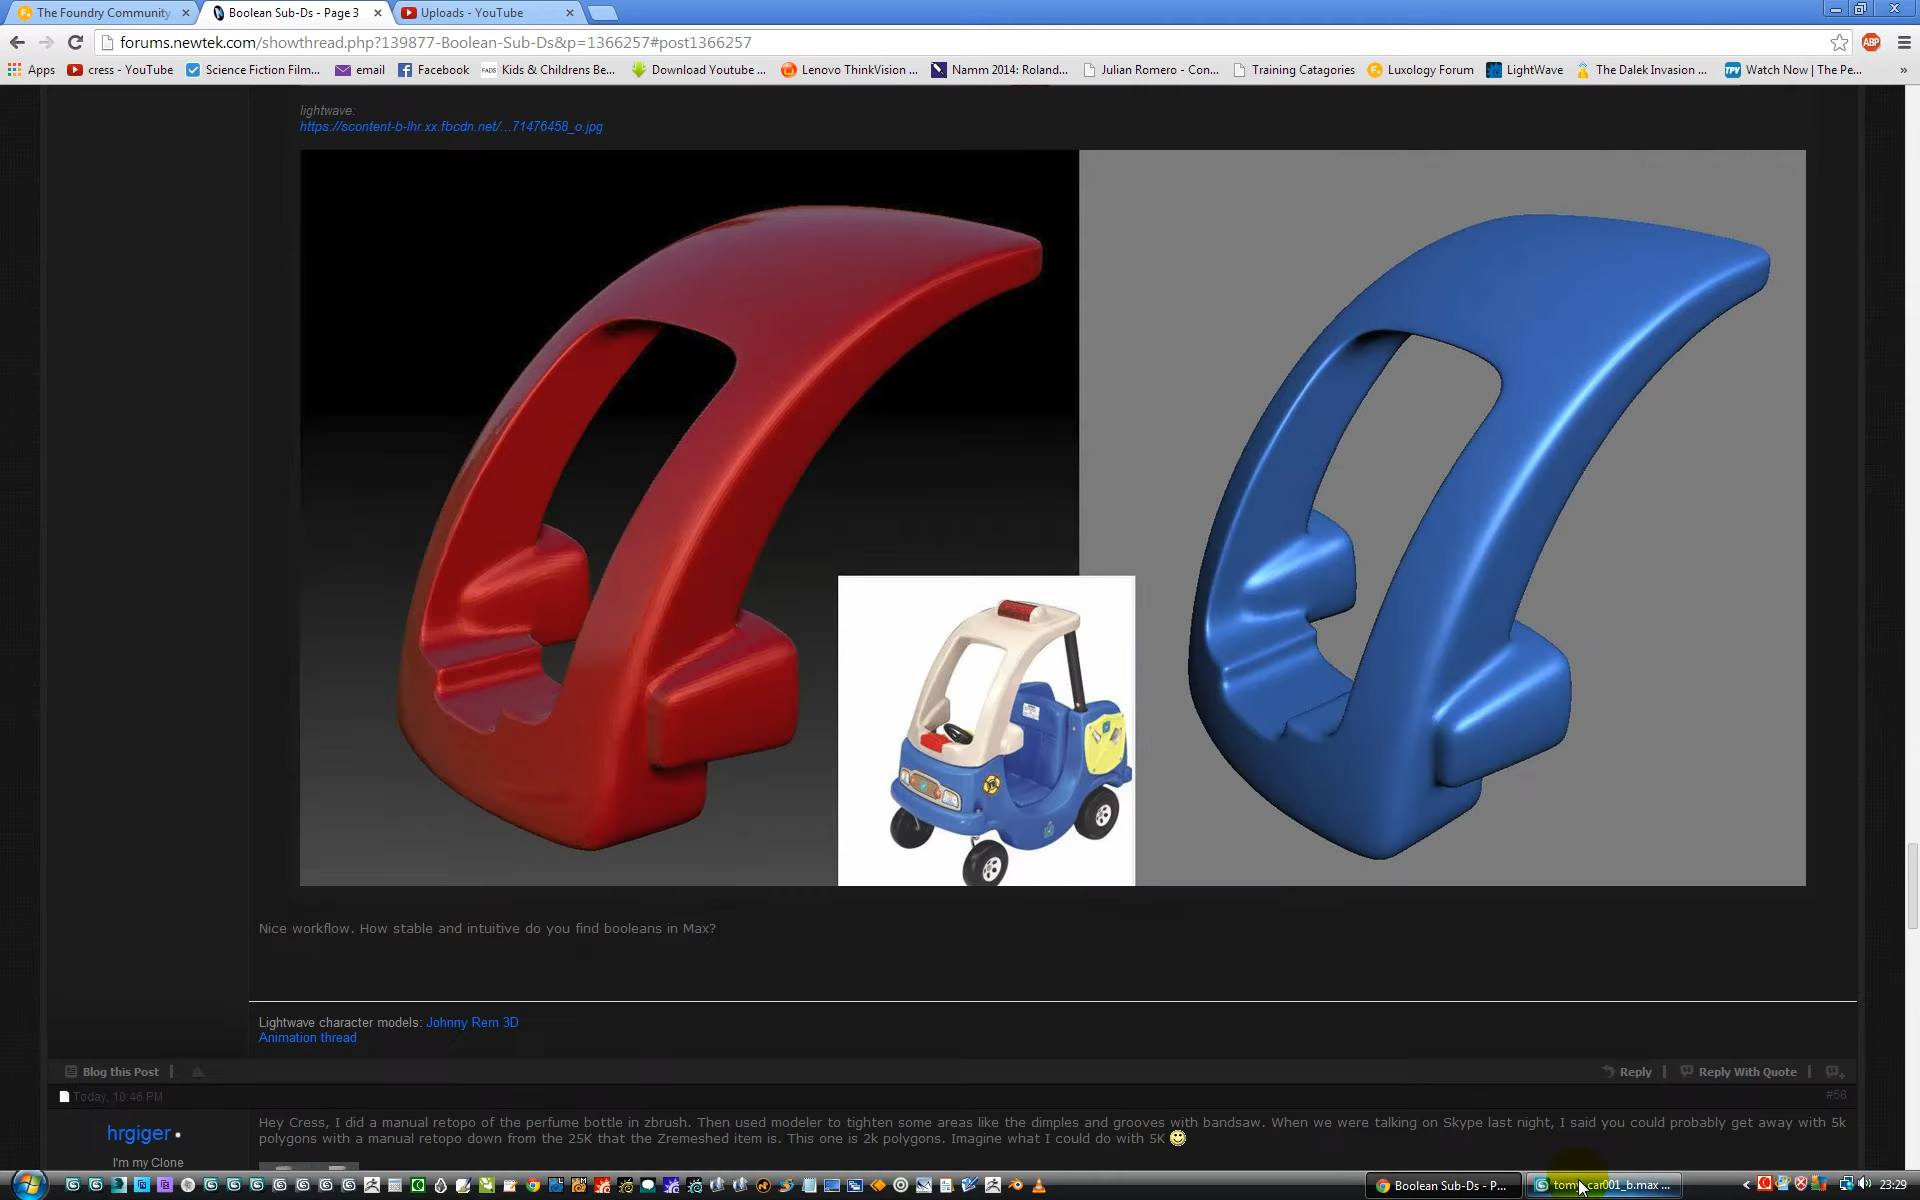 The Foundry Community
Boolean Sub-Ds - Page 3
Uploads - YouTube
forums.newtek.com/showthread.php?139877-Boolean-Sub-Ds&p=1366257#post1366257
ABP
Apps
cress - YouTube
Science Fiction Film...
email
Facebook
FADS
Kids & Childrens Be...
Download Youtube ...
Lenovo ThinkVision ...
Namm 2014: Roland...
Julian Romero - Con...
Training Catagories
Luxology Forum
LightWave
The Dalek Invasion ...
TPV
Watch Now | The Pe...
»
lightwave:
https://scontent-b-lhr.xx.fbcdn.net/...71476458_o.jpg
Nice workflow. How stable and intuitive do you find booleans in Max?
Lightwave character models: Johnny Rem 3D
Animation thread
Blog this Post
Reply
Reply With Quote
Today, 10:46 PM
#58
hrgiger
I'm my Clone
Hey Cress, I did a manual retopo of the perfume bottle in zbrush. Then used modeler to tighten some areas like the dimples and grooves with bandsaw. When we were talking on Skype last night, I said you could probably get away with 5k
polygons with a manual retopo down from the 25K that the Zremeshed item is. This one is 2k polygons. Imagine what I could do with 5K
Boolean Sub-Ds - P...
car001_b.max ...
23:29